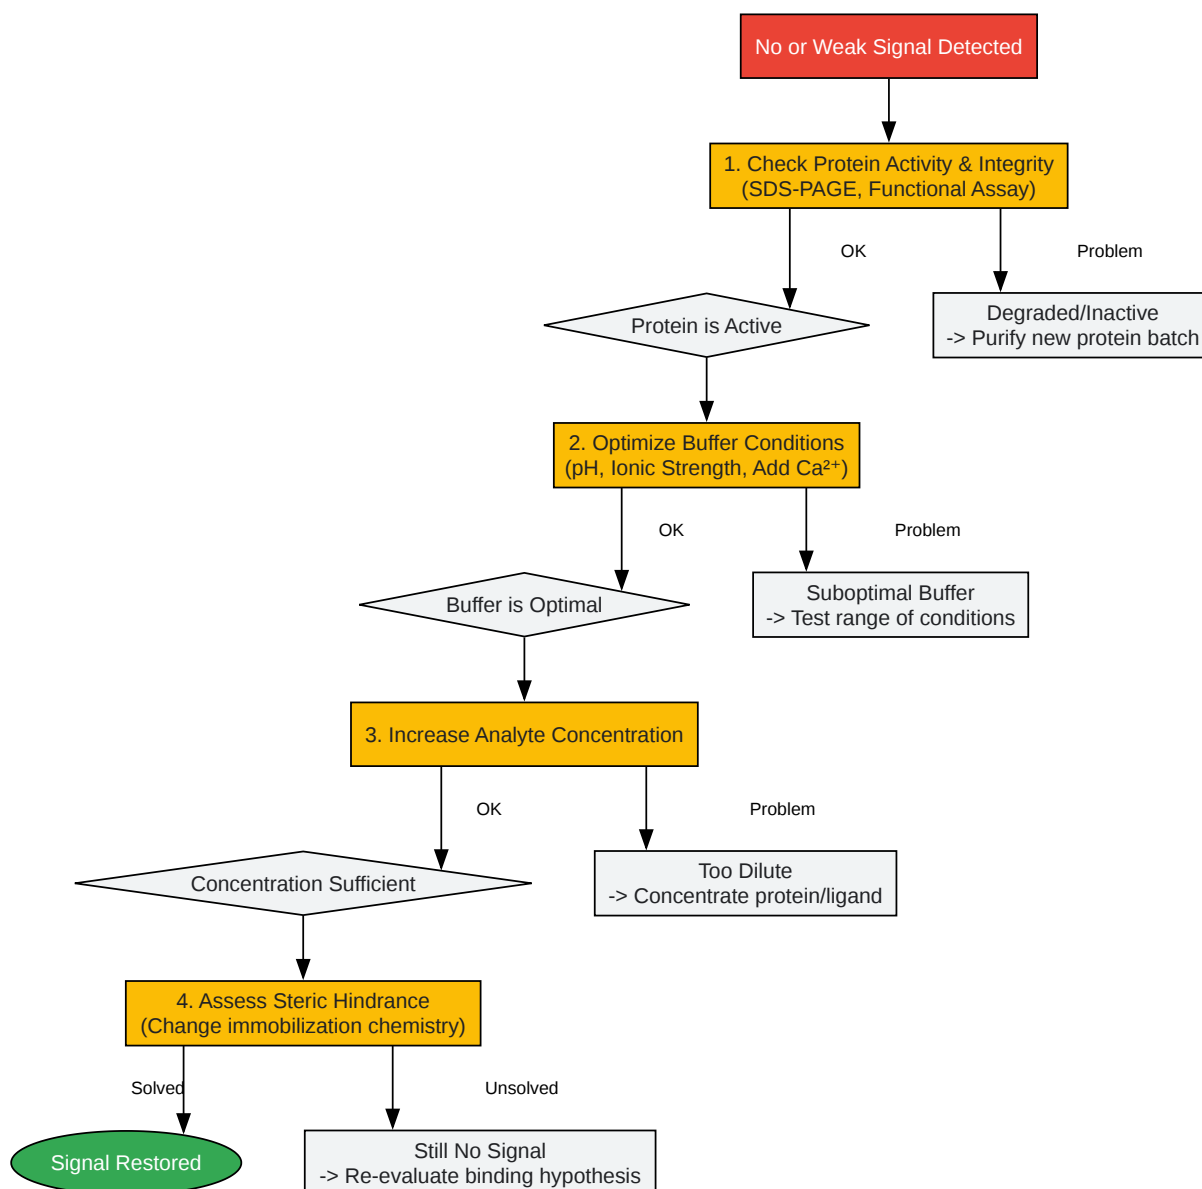 No or Weak Signal Detected
1. Check Protein Activity & Integrity
(SDS-PAGE, Functional Assay)
OK
Problem
Protein is Active
Degraded/Inactive
-> Purify new protein batch
2. Optimize Buffer Conditions
(pH, Ionic Strength, Add Ca²⁺)
OK
Problem
Buffer is Optimal
Suboptimal Buffer
-> Test range of conditions
3. Increase Analyte Concentration
OK
Problem
Concentration Sufficient
Too Dilute
-> Concentrate protein/ligand
4. Assess Steric Hindrance
(Change immobilization chemistry)
Solved
Unsolved
Signal Restored
Still No Signal
-> Re-evaluate binding hypothesis